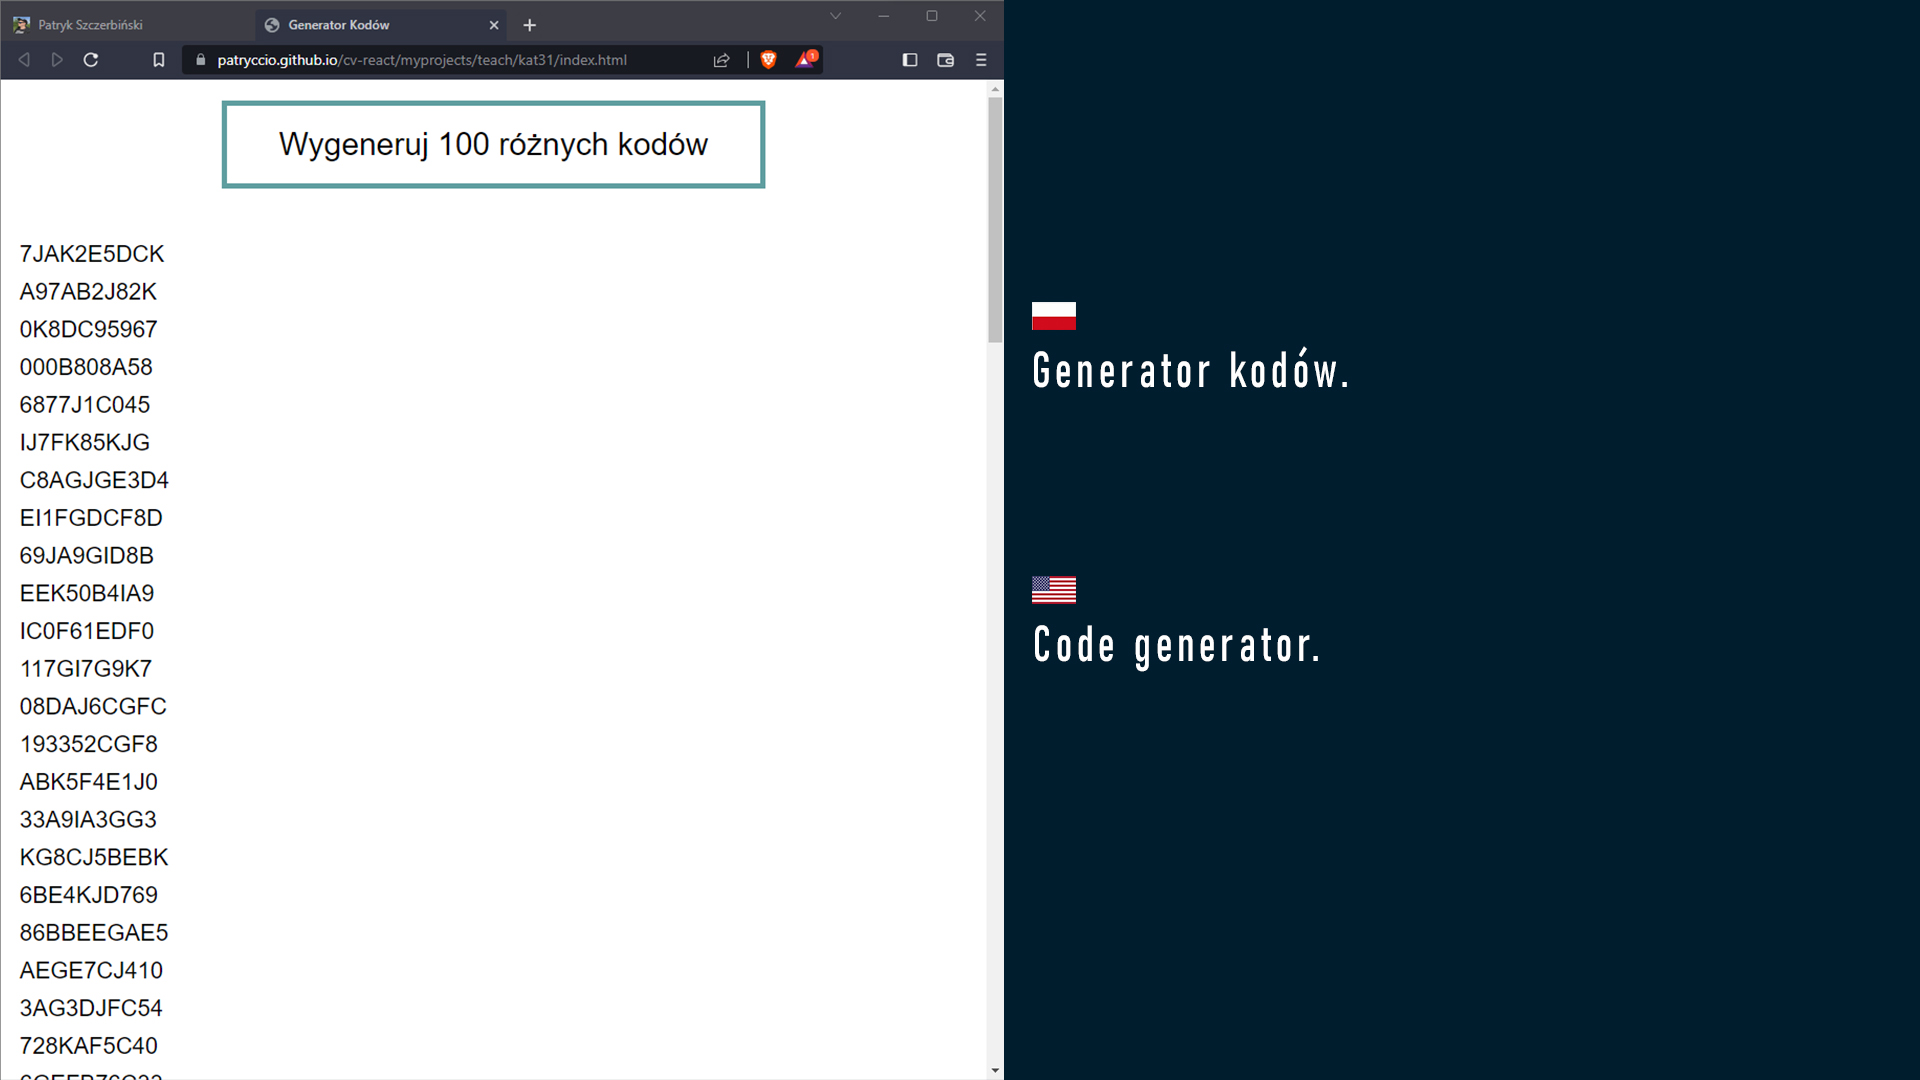 Patryk Szczerbiński
Generator Kodów
patryccio.github.io/cv-react/myprojects/teach/kat31/index.html
1
Wygeneruj 100 różnych kodów
7JAK2E5DCK
A97AB2J82K
0K8DC95967
000B808A58
6877J1C045
IJ7FK85KJG
C8AGJGE3D4
EI1FGDCF8D
69JA9GID8B
EEK50B4IA9
IC0F61EDF0
117GI7G9K7
08DAJ6CGFC
193352CGF8
ABK5F4E1J0
33A9IA3GG3
KG8CJ5BEBK
6BE4KJD769
86BBEEGAE5
AEGE7CJ410
3AG3DJFC54
728KAF5C40
Generator kodów.
Code generator.